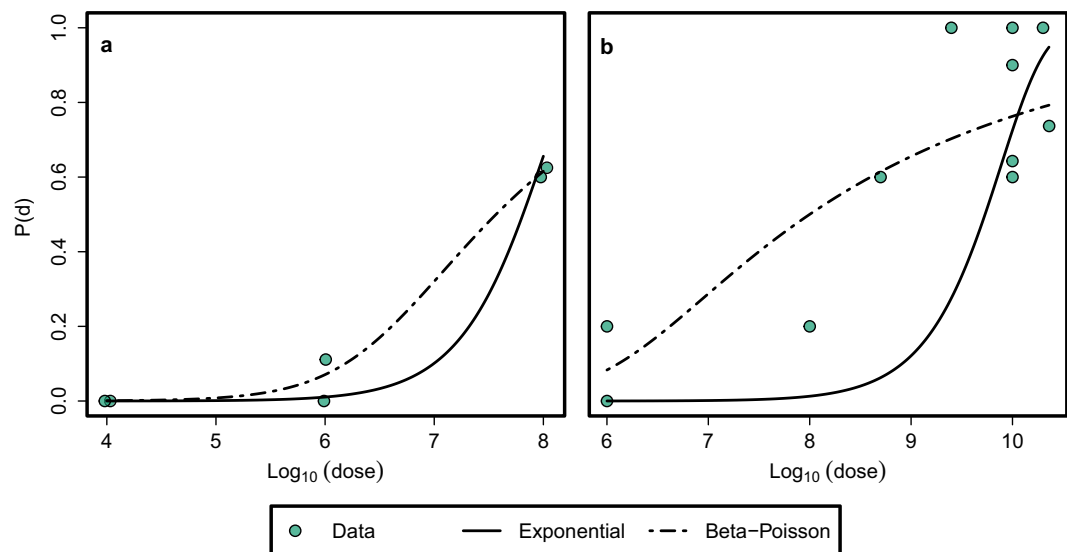 a
b
P(d)
0.0
0.2
0.4
0.6
0.8
1.0
4 5 6 7 8
6 7 8 9 10
Log10 (dose)
Log10 (dose)
Data Exponential Beta−Poisson